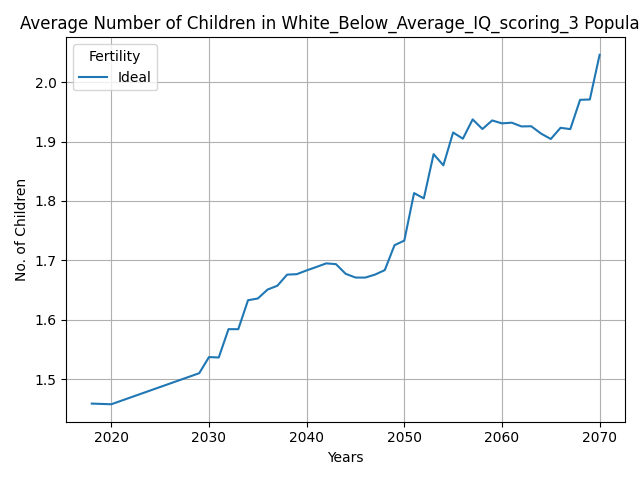 Average Number of Children in White_Below_Average_IQ_scoring_3 Popula
Fertility
Ideal
2.0
1.9
1.8
1.7
1.6
1.5
No. of Children
2020 2030 2040 2050 2060 2070
Years